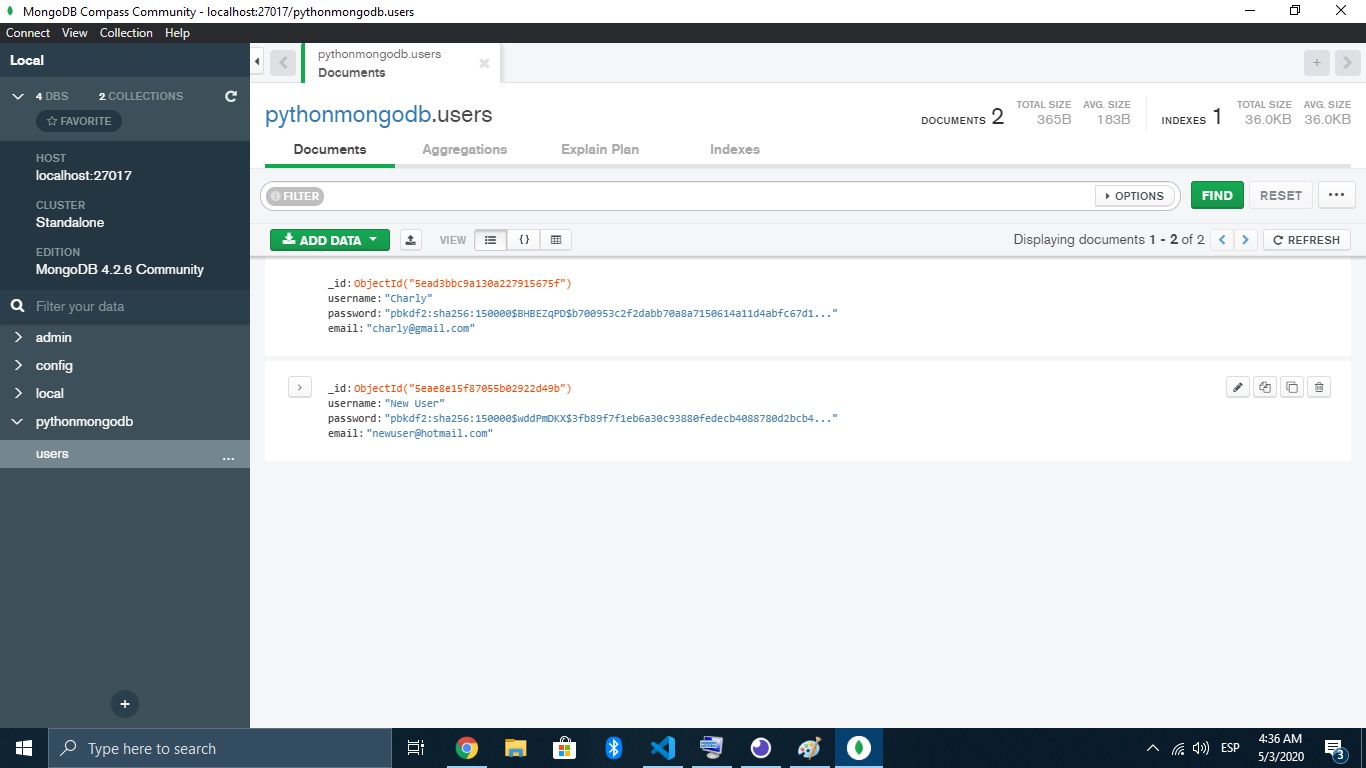 MongoDB Compass Community - localhost:27017/pythonmongodb.users
Connect View Collection Help
Local
4 DBS 2 COLLECTIONS
FAVORITE
HOST
localhost:27017
CLUSTER
Standalone
EDITION
MongoDB 4.2.6 Community
Filter your data
admin
config
local
pythonmongodb
users ...
pythonmongodb.users
Documents
pythonmongodb.users
DOCUMENTS 2 TOTAL SIZE 365B AVG. SIZE 183B INDEXES 1 TOTAL SIZE 36.0KB AVG. SIZE 36.0KB
Documents Aggregations Explain Plan Indexes
FILTER OPTIONS FIND RESET ...
ADD DATA VIEW {} Displaying documents 1 - 2 of 2 REFRESH
_id: ObjectId("5ead3bbc9a130a227915675f")
username: "Charly"
password: "pbkdf2:sha256:150000$BHBEZqPD$b700953c2f2dabb70a8a7150614a11d4abfc67d1..."
email: "charly@gmail.com"
_id: ObjectId("5eae8e15f87055b02922d49b")
username: "New User"
password: "pbkdf2:sha256:150000$wddPmDKX$3fb89f7f1eb6a30c93880fedecb4088780d2bcb4..."
email: "newuser@hotmail.com"
Type here to search
ESP
4:36 AM
5/3/2020
3